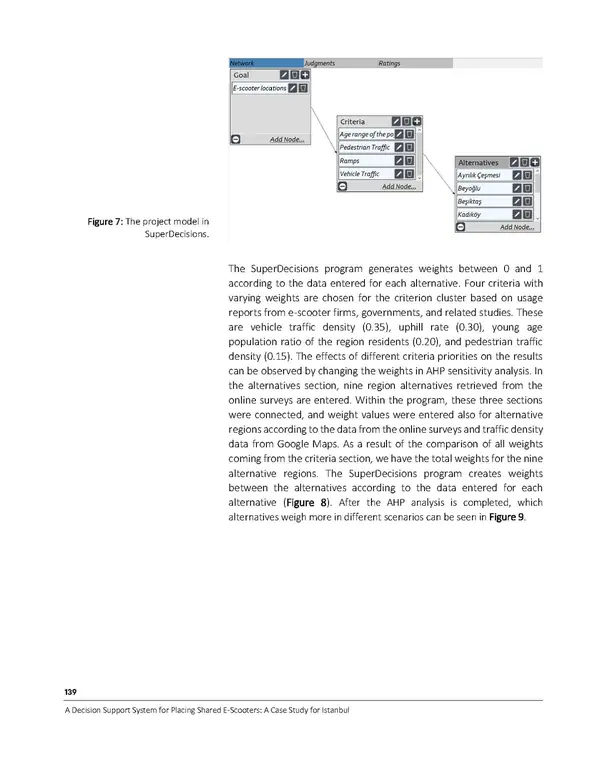 Network Judgments Ratings
Goal
E-scooter locations
Add Node...
Criteria
Age range of the po
Pedestrian Traffic
Ramps
Vehicle Traffic
Add Node...
Alternatives
Ayrılık Çeşmesi
Beyoğlu
Beşiktaş
Kadıköy
Add Node...
Figure 7: The project model in
SuperDecisions.
The SuperDecisions program generates weights between 0 and 1
according to the data entered for each alternative. Four criteria with
varying weights are chosen for the criterion cluster based on usage
reports from e-scooter firms, governments, and related studies. These
are vehicle traffic density (0.35), uphill rate (0.30), young age
population ratio of the region residents (0.20), and pedestrian traffic
density (0.15). The effects of different criteria priorities on the results
can be observed by changing the weights in AHP sensitivity analysis. In
the alternatives section, nine region alternatives retrieved from the
online surveys are entered. Within the program, these three sections
were connected, and weight values were entered also for alternative
regions according to the data from the online surveys and traffic density
data from Google Maps. As a result of the comparison of all weights
coming from the criteria section, we have the total weights for the nine
alternative regions. The SuperDecisions program creates weights
between the alternatives according to the data entered for each
alternative (Figure 8). After the AHP analysis is completed, which
alternatives weigh more in different scenarios can be seen in Figure 9.
139
A Decision Support System for Placing Shared E-Scooters: A Case Study for Istanbul